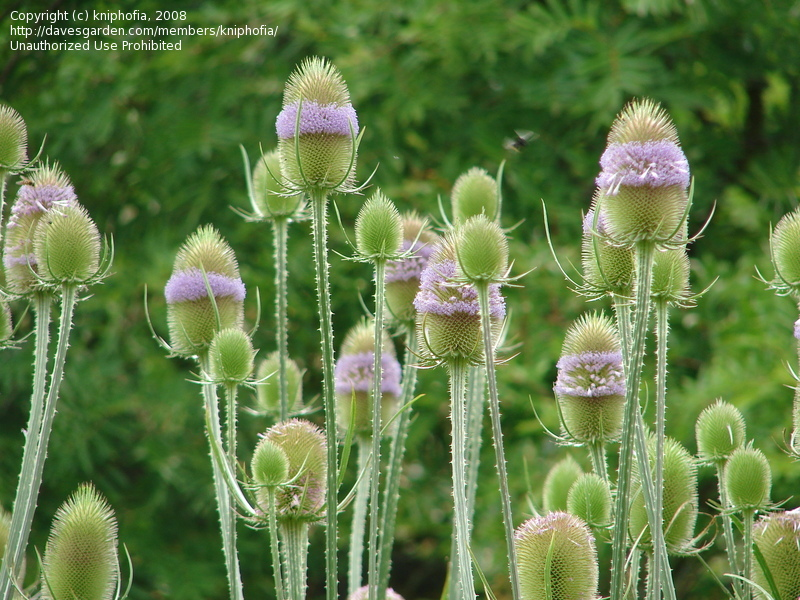 Copyright (c) kniphofia, 2008
http://davesgarden.com/members/kniphofia/
Unauthorized Use Prohibited